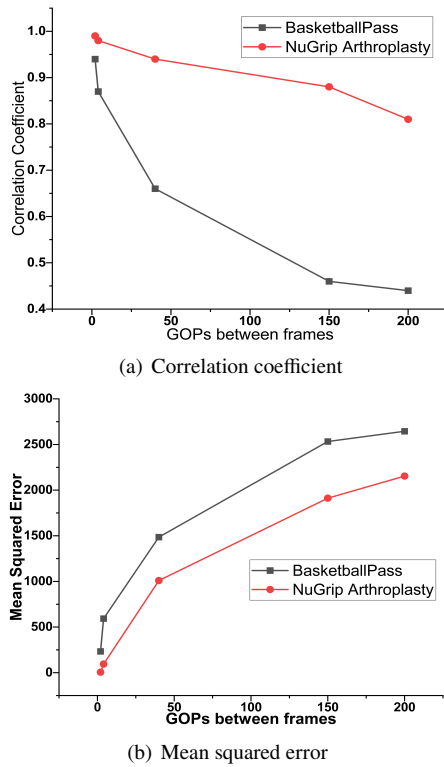 BasketballPass
NuGrip Arthroplasty
Correlation Coefficient
1.0
0.9
0.8
0.7
0.6
0.5
0.4
0 50 100 150 200
GOPs between frames
(a) Correlation coefficient
Mean Squared Error
3000
2500
2000
1500
1000
500
0
BasketballPass
NuGrip Arthroplasty
0 50 100 150 200
GOPs between frames
(b) Mean squared error